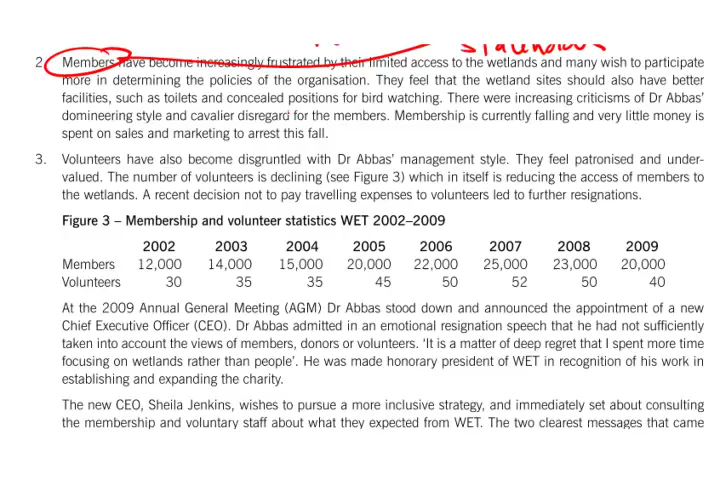 stakeholders
2. Members have become increasingly frustrated by their limited access to the wetlands and many wish to participate
more in determining the policies of the organisation. They feel that the wetland sites should also have better
facilities, such as toilets and concealed positions for bird watching. There were increasing criticisms of Dr Abbas'
domineering style and cavalier disregard for the members. Membership is currently falling and very little money is
spent on sales and marketing to arrest this fall.
3. Volunteers have also become disgruntled with Dr Abbas' management style. They feel patronised and under-
valued. The number of volunteers is declining (see Figure 3) which in itself is reducing the access of members to
the wetlands. A recent decision not to pay travelling expenses to volunteers led to further resignations.
Figure 3 – Membership and volunteer statistics WET 2002–2009
2002 2003 2004 2005 2006 2007 2008 2009
Members 12,000 14,000 15,000 20,000 22,000 25,000 23,000 20,000
Volunteers 30 35 35 45 50 52 50 40
At the 2009 Annual General Meeting (AGM) Dr Abbas stood down and announced the appointment of a new
Chief Executive Officer (CEO). Dr Abbas admitted in an emotional resignation speech that he had not sufficiently
taken into account the views of members, donors or volunteers. 'It is a matter of deep regret that I spent more time
focusing on wetlands rather than people'. He was made honorary president of WET in recognition of his work in
establishing and expanding the charity.
The new CEO, Sheila Jenkins, wishes to pursue a more inclusive strategy, and immediately set about consulting
the membership and voluntary staff about what they expected from WET. The two clearest messages that came